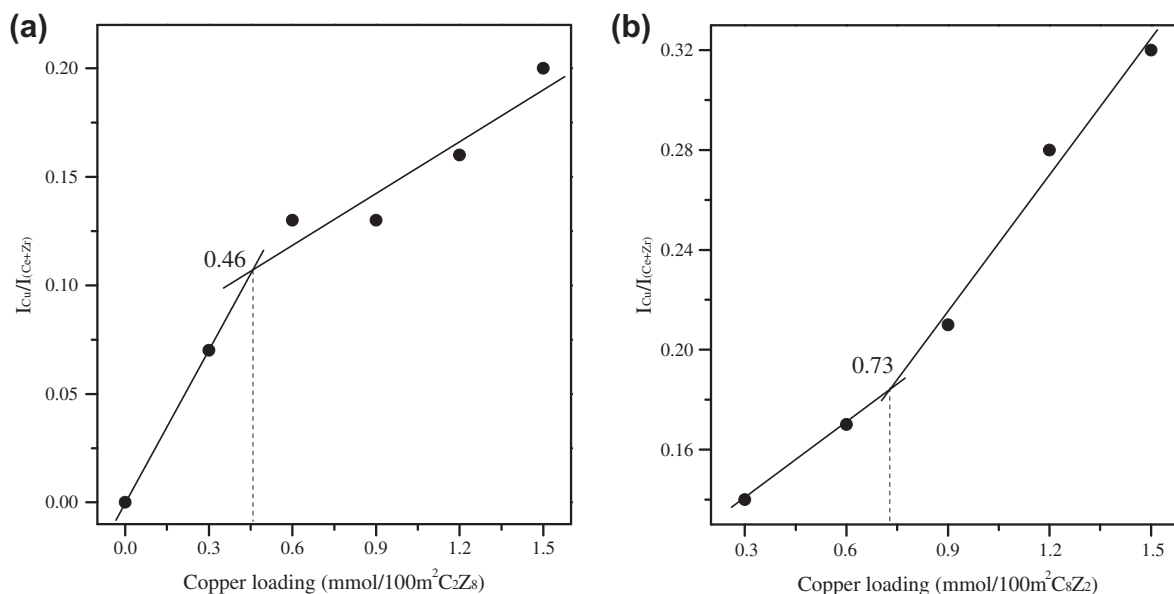 (a)
0.20
0.15
0.10
0.05
0.00
0.46
0.0 0.3 0.6 0.9 1.2 1.5
ICu/I(Ce+Zr)
Copper loading (mmol/100m²C₂Z₈)
(b)
0.32
0.28
0.24
0.20
0.16
0.73
0.3 0.6 0.9 1.2 1.5
ICu/I(Ce+Zr)
Copper loading (mmol/100m²C₈Z₂)